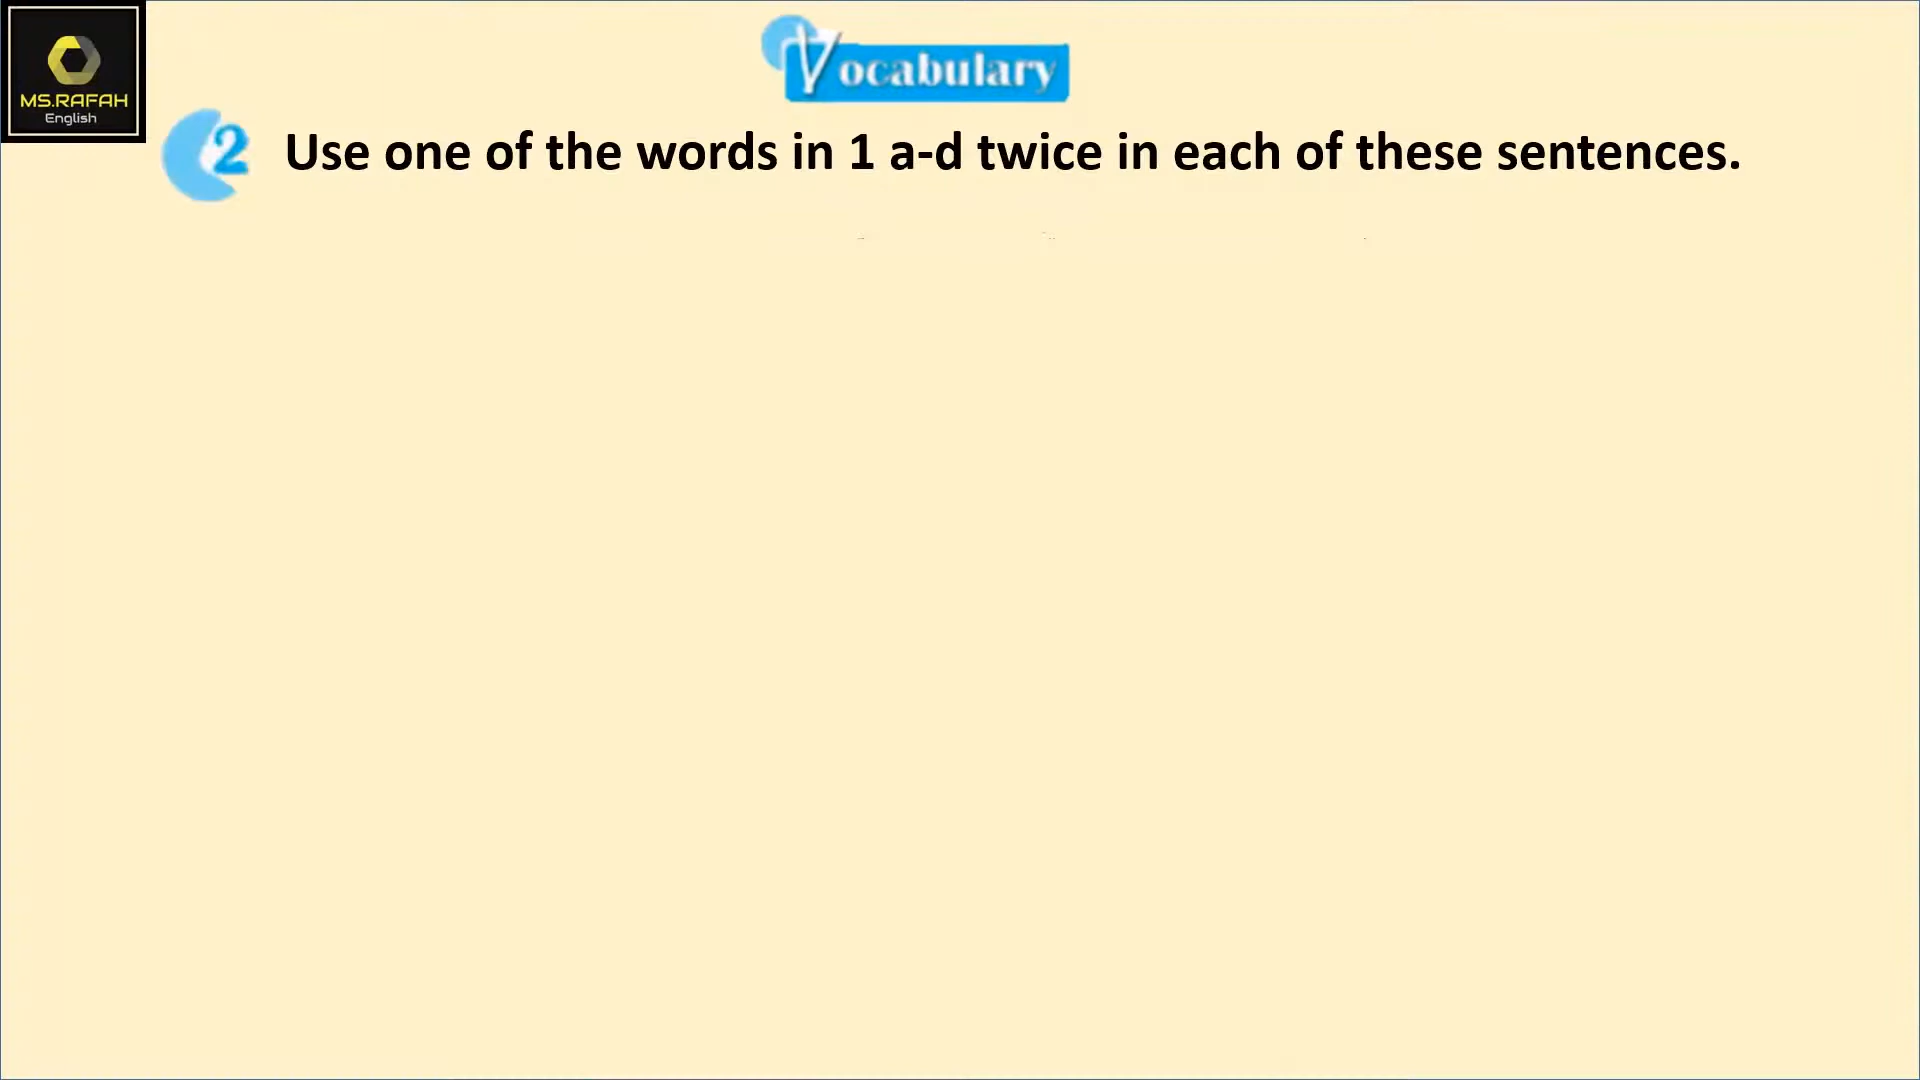 MS.RAFAH
English
Vocabulary
2 Use one of the words in 1 a-d twice in each of these sentences.